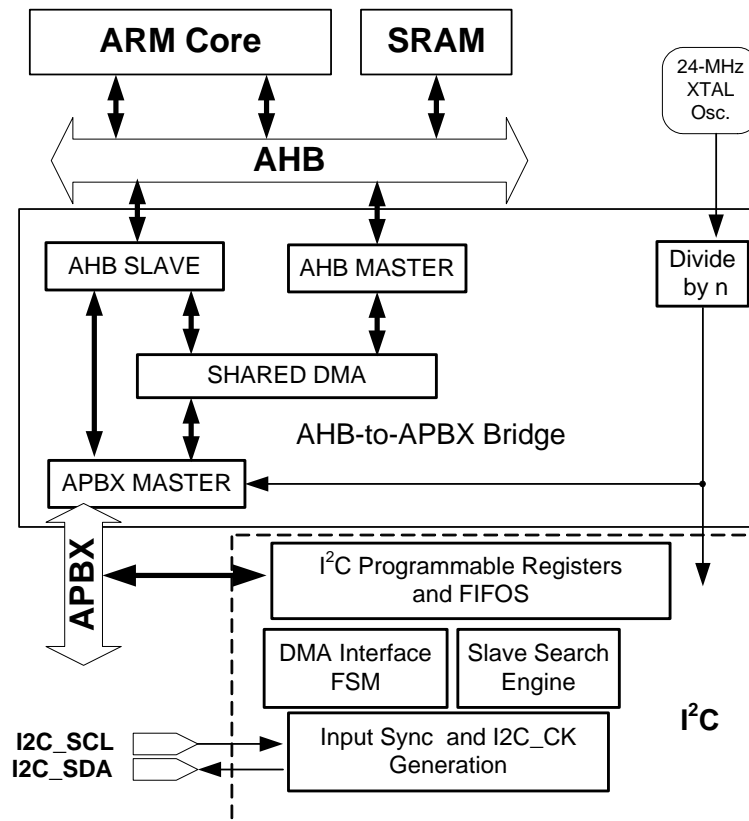 ARM Core
SRAM
24-MHz
XTAL
Osc.
AHB
AHB SLAVE
AHB MASTER
Divide
by n
SHARED DMA
AHB-to-APBX Bridge
APBX MASTER
APBX
I²C Programmable Registers
and FIFOS
DMA Interface
FSM
Slave Search
Engine
I²C
I2C_SCL
I2C_SDA
Input Sync and I2C_CK
Generation